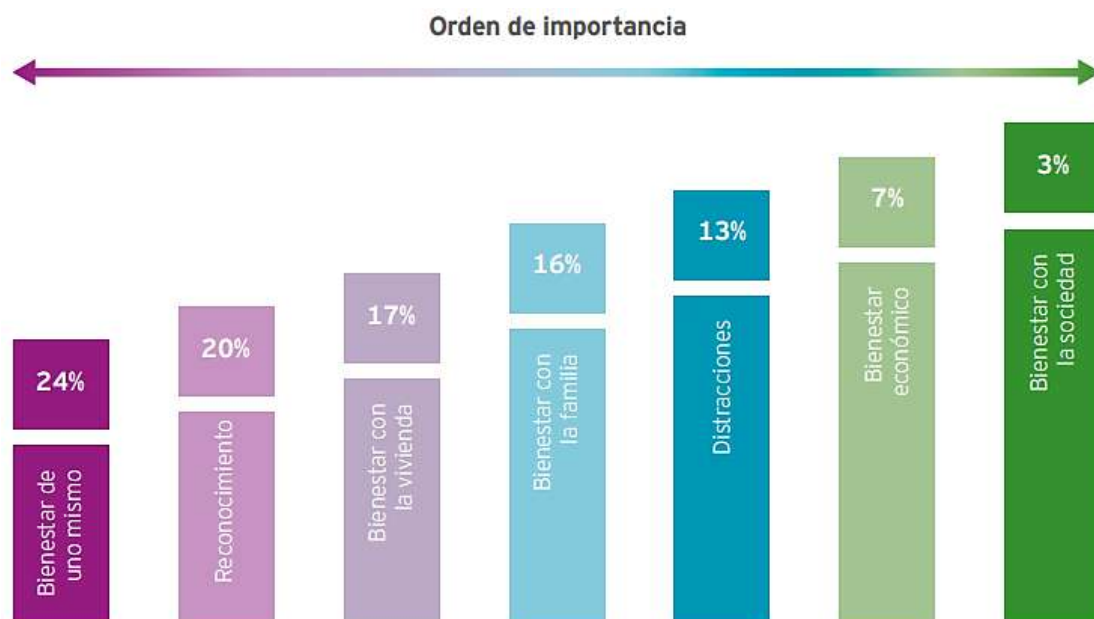 Orden de importancia
24%
Bienestar de
uno mismo
20%
Reconocimiento
17%
Bienestar con
la vivienda
16%
Bienestar con
la familia
13%
Distracciones
7%
Bienestar
económico
3%
Bienestar con
la sociedad